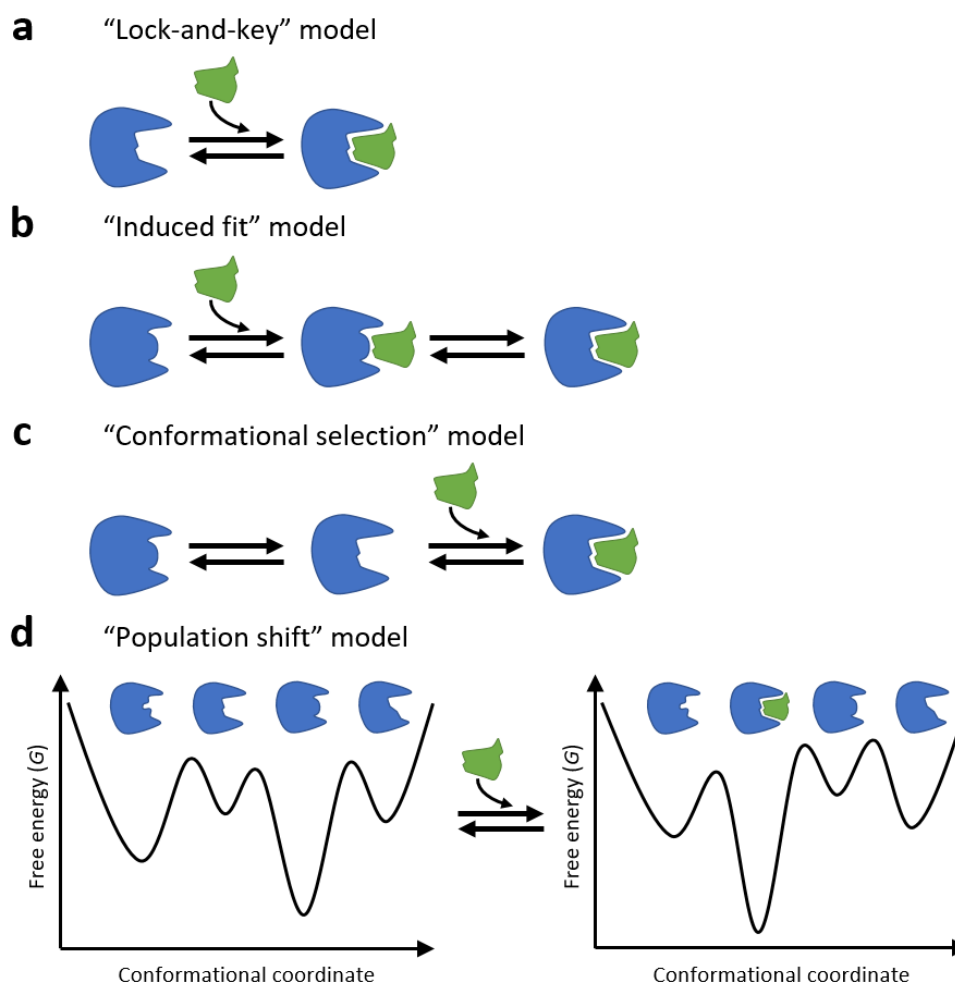 a “Lock-and-key” model
b “Induced fit” model
c “Conformational selection” model
d “Population shift” model
Free energy (G)
Conformational coordinate
Free energy (G)
Conformational coordinate